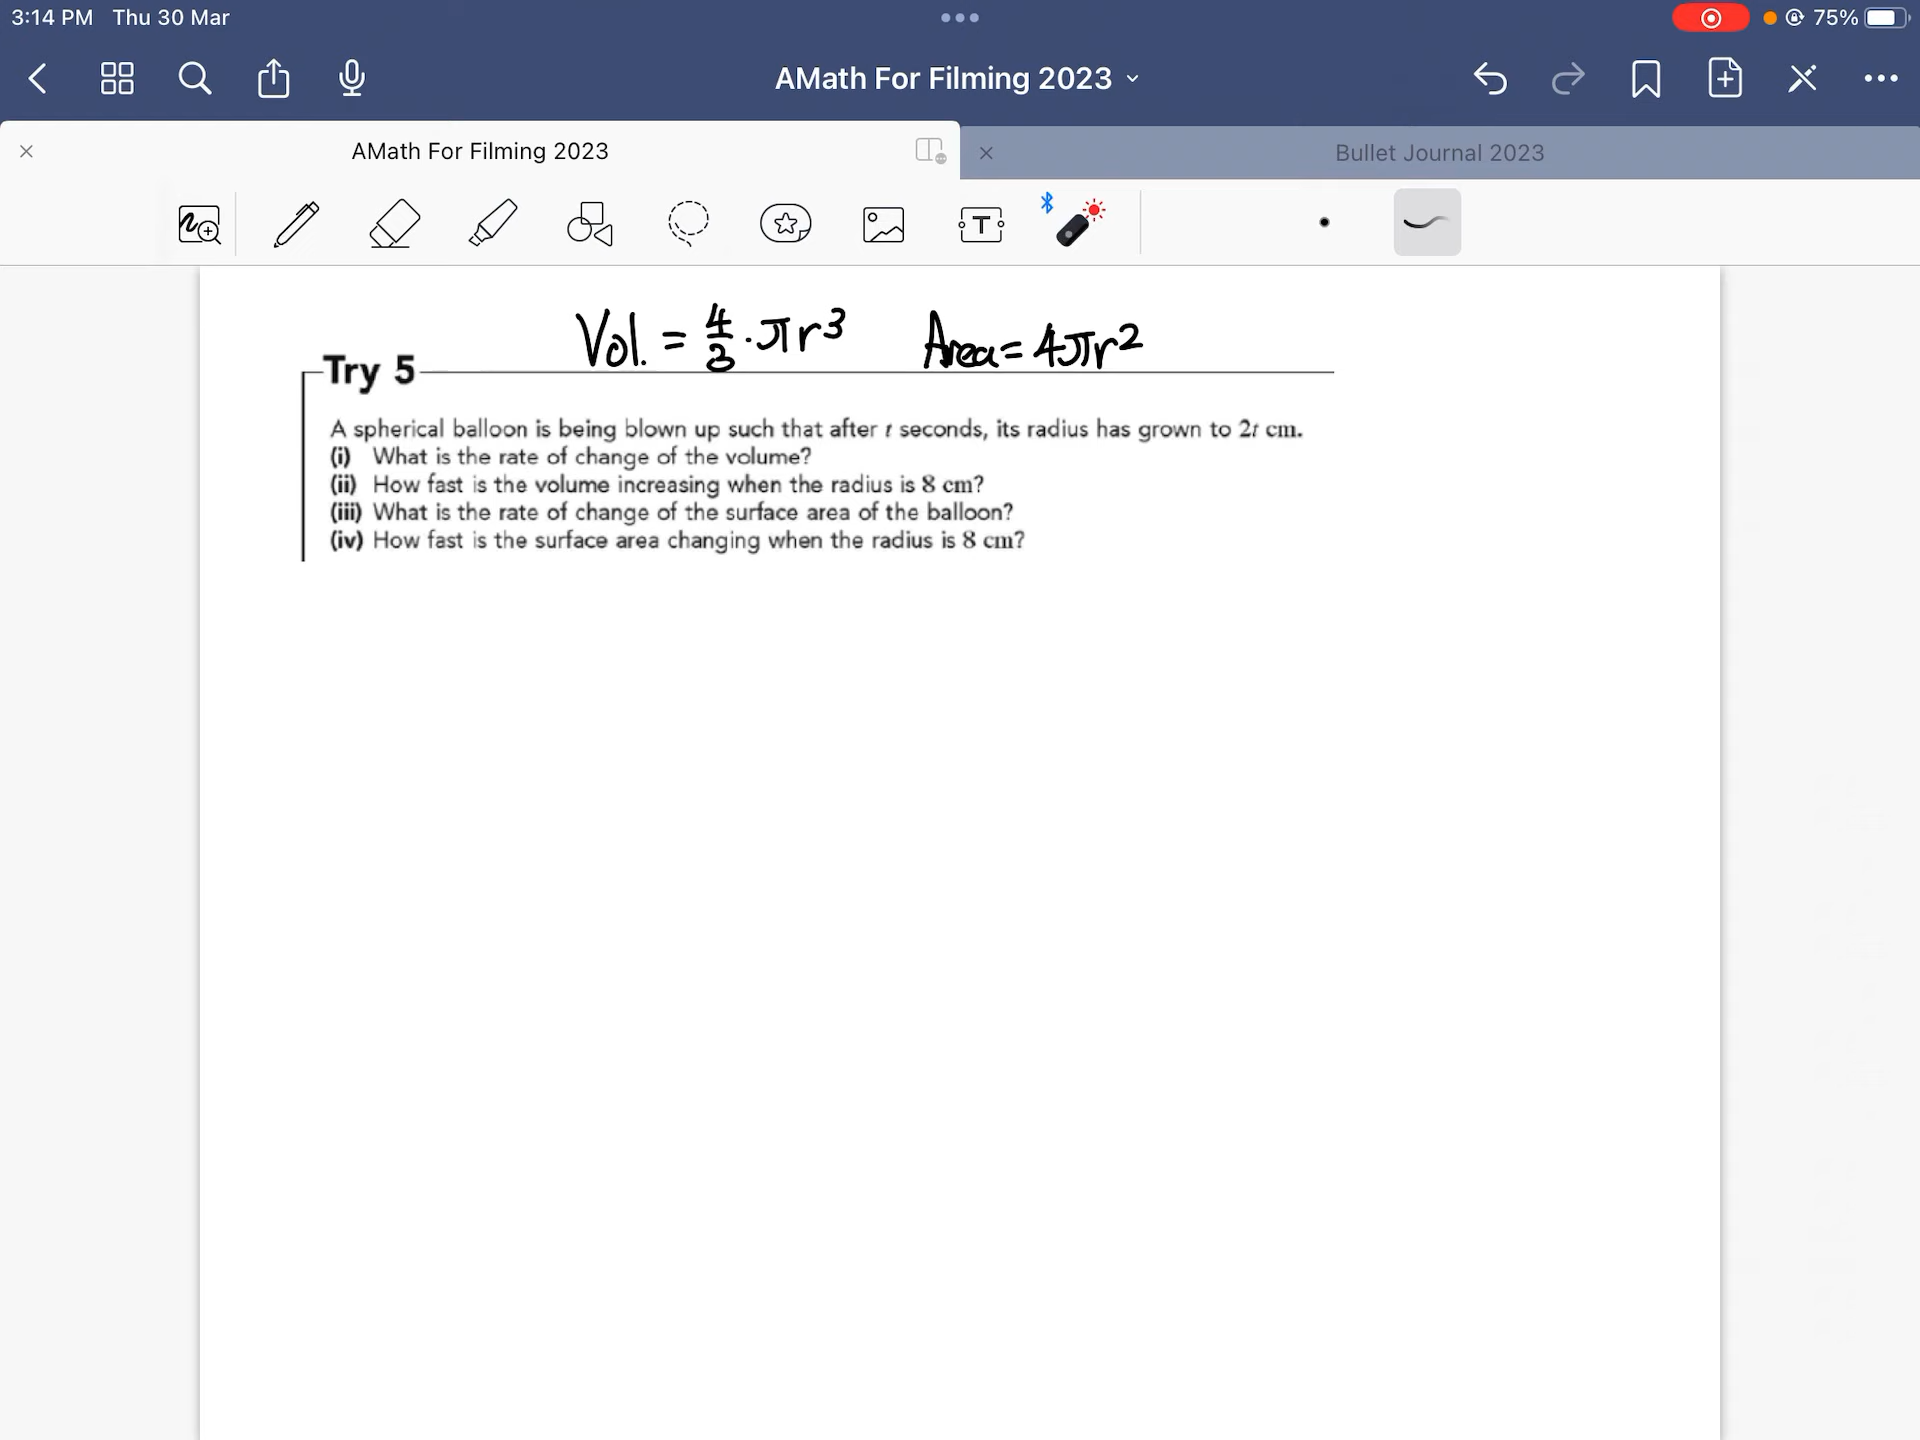 3:14 PM Thu 30 Mar
75%
AMath For Filming 2023
AMath For Filming 2023
Bullet Journal 2023
T
Vol. = 4/3 · πr³ Area = 4πr²
Try 5
A spherical balloon is being blown up such that after t seconds, its radius has grown to 2t cm.
(i) What is the rate of change of the volume?
(ii) How fast is the volume increasing when the radius is 8 cm?
(iii) What is the rate of change of the surface area of the balloon?
(iv) How fast is the surface area changing when the radius is 8 cm?